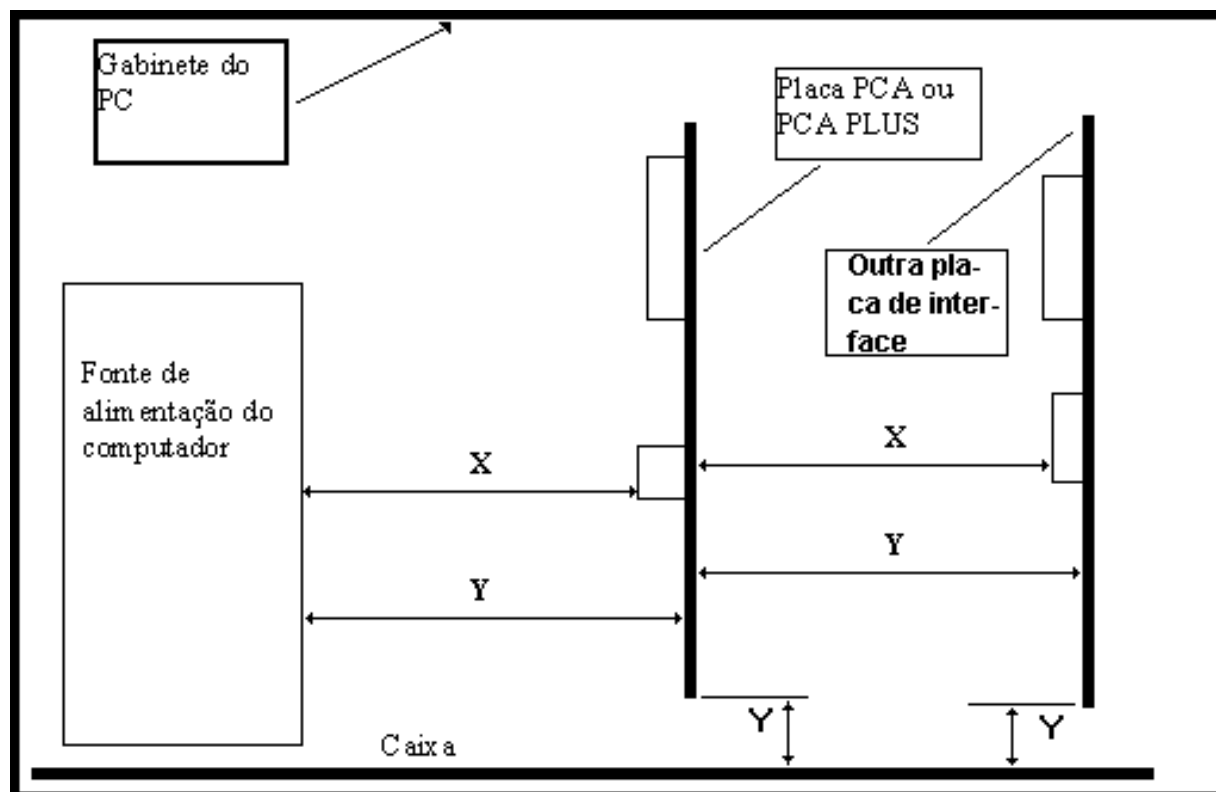 Gabinete do
PC
Placa PCA ou
PCA PLUS
Outra pla-
ca de inter-
face
Fonte de
alimentação do
computador
X
X
Y
Y
Y
Y
Caixa